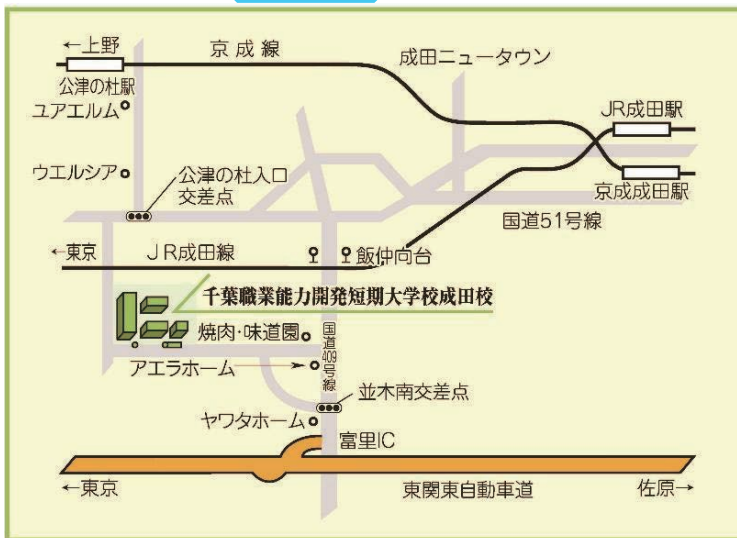 ←上野
京成線
成田ニュータウン
公津の杜駅
ユアエルム
JR成田駅
ウエルシア
公津の杜入口
交差点
京成成田駅
国道51号線
←東京
JR成田線
飯仲向台
千葉職業能力開発短期大学校成田校
焼肉・味道園
国道409号線
アエラホーム
並木南交差点
ヤワタホーム
富里IC
←東京
東関東自動車道
佐原→